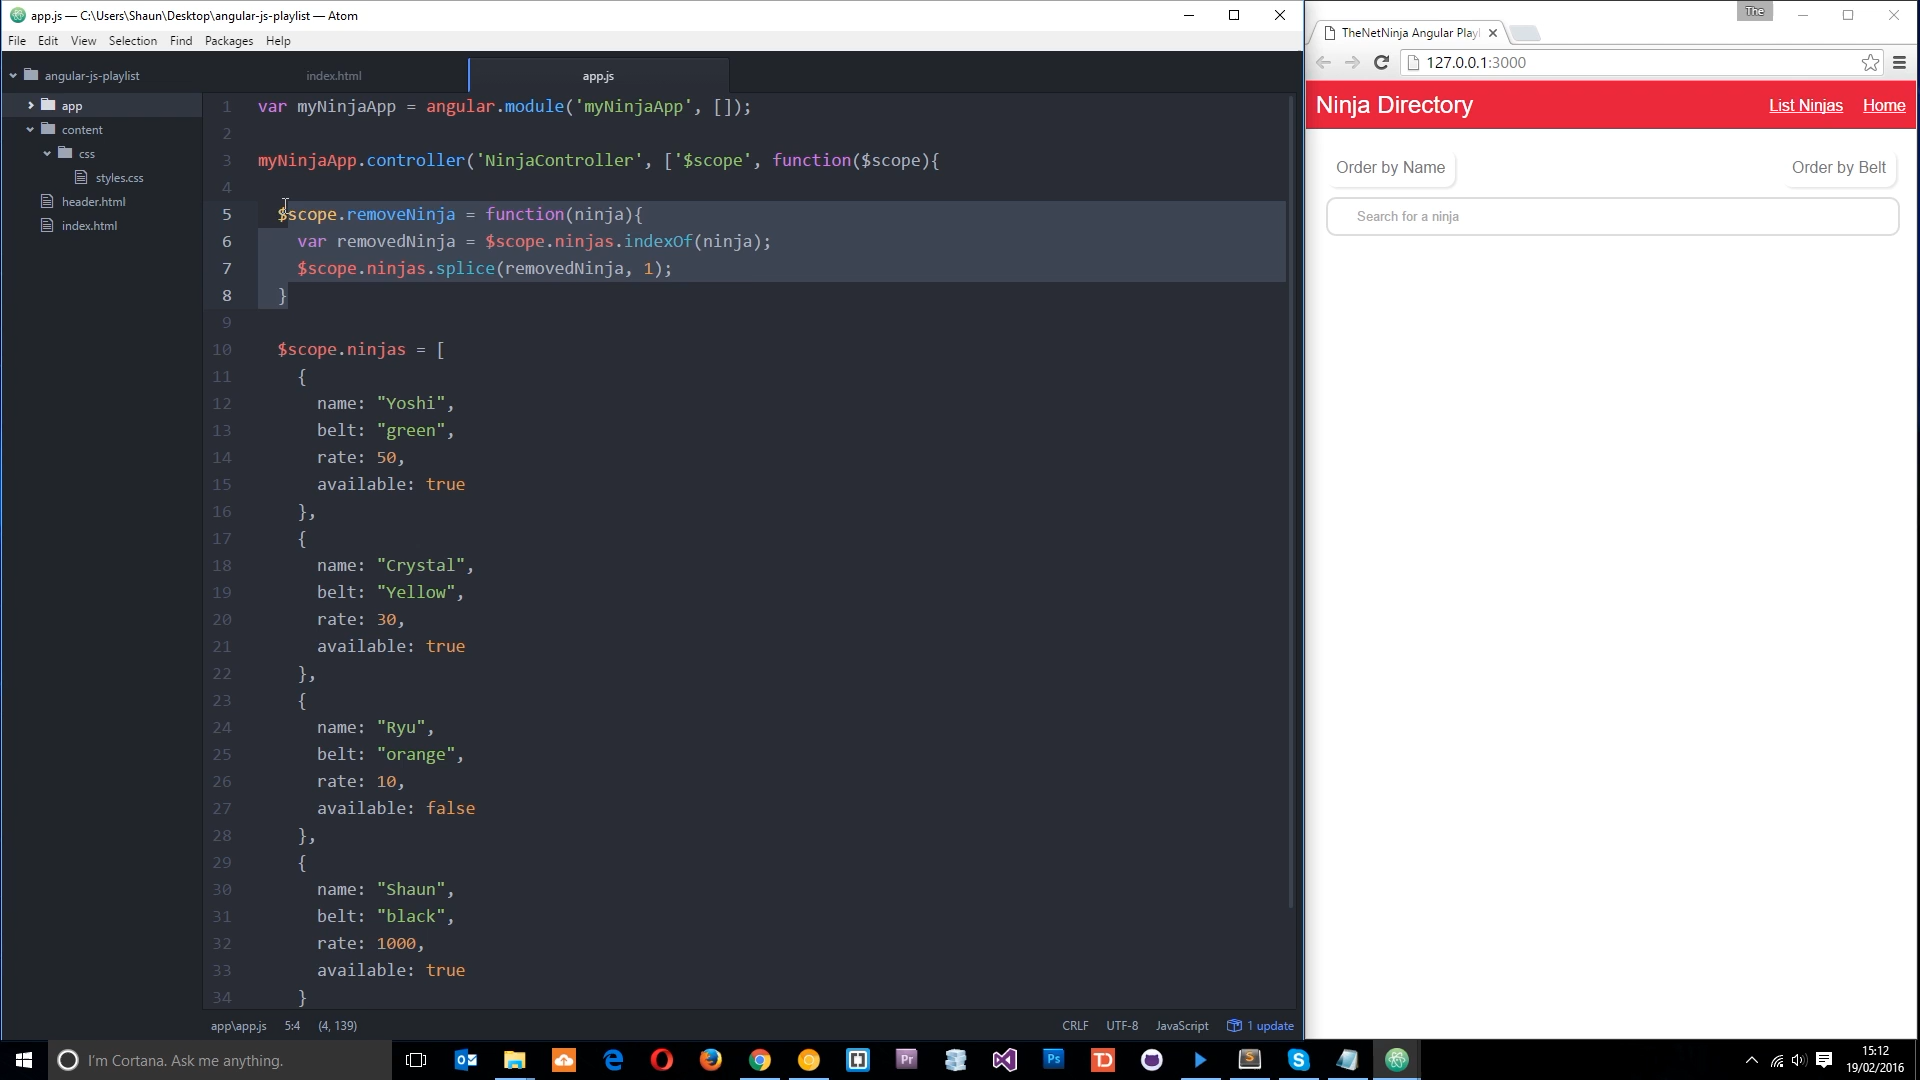 app.js — C:\Users\Shaun\Desktop\angular-js-playlist — Atom
File Edit View Selection Find Packages Help
angular-js-playlist
app
content
css
styles.css
header.html
index.html
index.html app.js
1 var myNinjaApp = angular.module('myNinjaApp', []);
2
3 myNinjaApp.controller('NinjaController', ['$scope', function($scope){
4
5 $scope.removeNinja = function(ninja){
6 var removedNinja = $scope.ninjas.indexOf(ninja);
7 $scope.ninjas.splice(removedNinja, 1);
8 }
9
10 $scope.ninjas = [
11 {
12 name: "Yoshi",
13 belt: "green",
14 rate: 50,
15 available: true
16 },
17 {
18 name: "Crystal",
19 belt: "Yellow",
20 rate: 30,
21 available: true
22 },
23 {
24 name: "Ryu",
25 belt: "orange",
26 rate: 10,
27 available: false
28 },
29 {
30 name: "Shaun",
31 belt: "black",
32 rate: 1000,
33 available: true
34 }
app\app.js 5:4 (4, 139) CRLF UTF-8 JavaScript 1 update
The
TheNetNinja Angular Play
127.0.0.1:3000
Ninja Directory List Ninjas Home
Order by Name Order by Belt
Search for a ninja
I'm Cortana. Ask me anything.
Pr
Ps
TD
S
15:12
19/02/2016